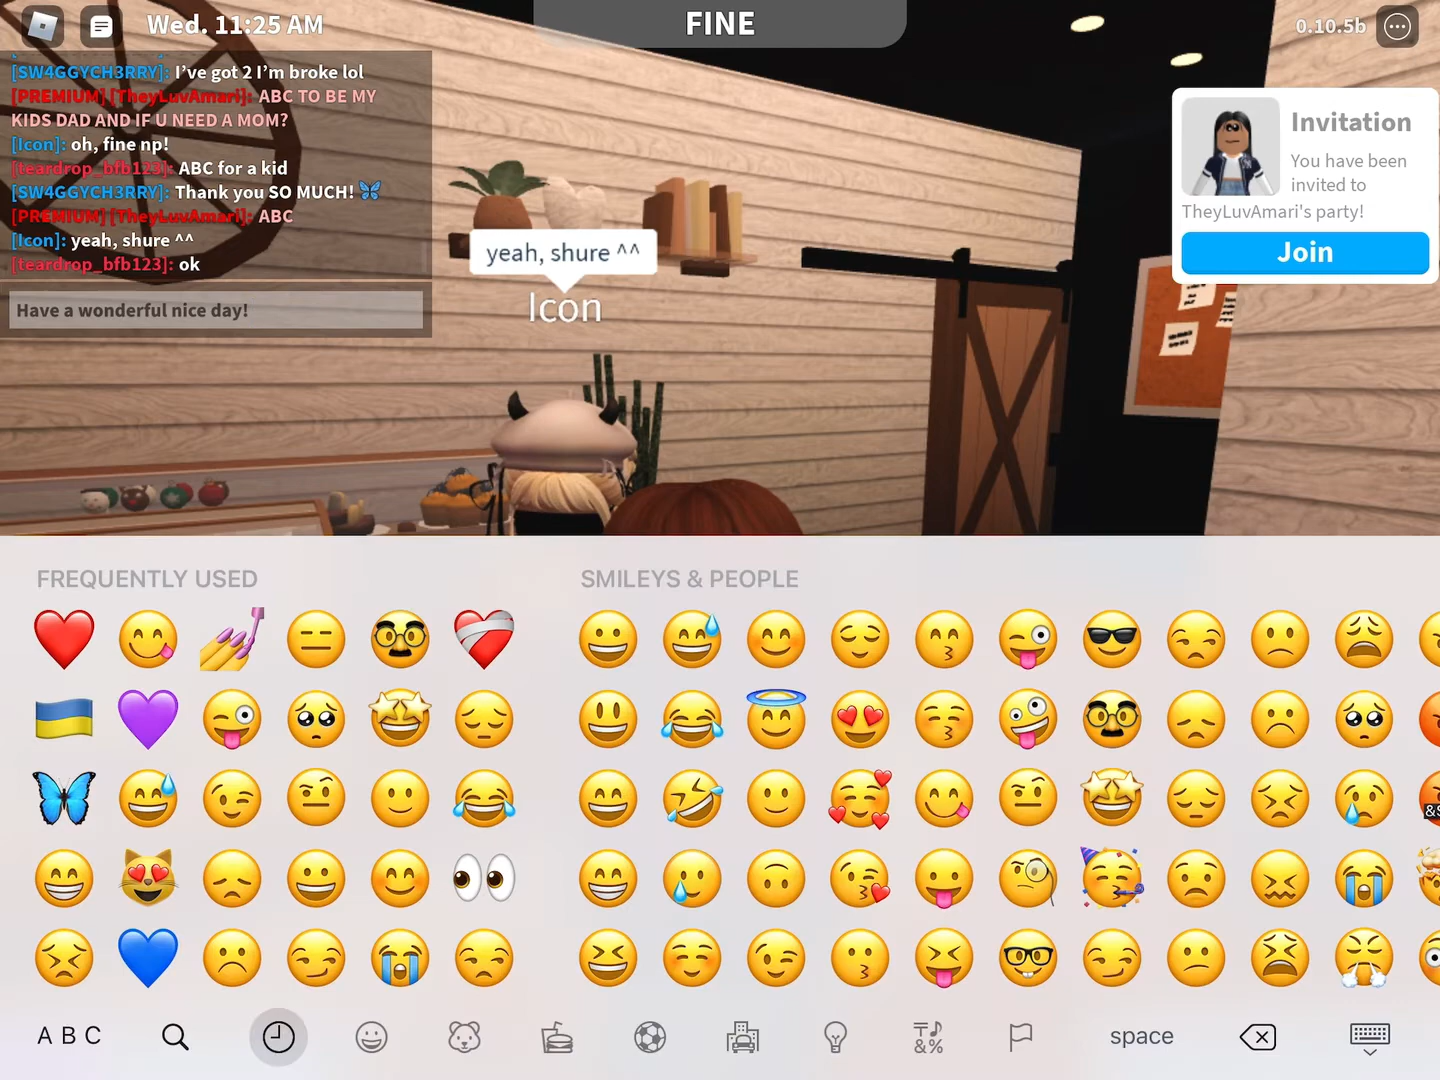 Wed. 11:25 AM
FINE
0.10.5b
[SW4GGYCH3RRY]: I've got 2 I'm broke lol
[PREMIUM] [TheyLuvAmari]: ABC TO BE MY
KIDS DAD AND IF U NEED A MOM?
[Icon]: oh, fine np!
[teardrop_bfb123]: ABC for a kid
[SW4GGYCH3RRY]: Thank you SO MUCH! 🦋
[PREMIUM] [TheyLuvAmari]: ABC
[Icon]: yeah, shure ^^
[teardrop_bfb123]: ok
Have a wonderful nice day!
yeah, shure ^^
Icon
Invitation
You have been
invited to
TheyLuvAmari's party!
Join
FREQUENTLY USED
SMILEYS & PEOPLE
ABC
space